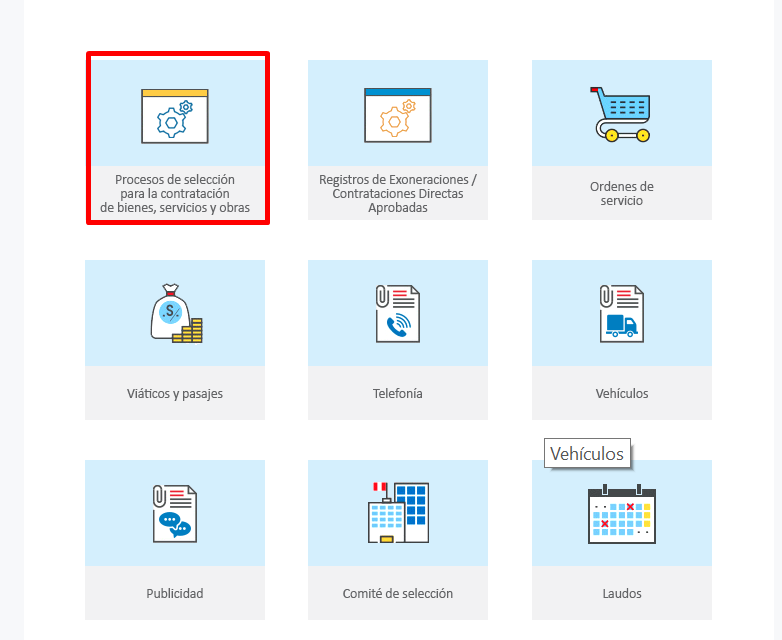 Procesos de selección
para la contratación
de bienes, servicios y obras
Registros de Exoneraciones /
Contrataciones Directas
Aprobadas
Ordenes de
servicio
.S/.
Viáticos y pasajes
Telefonía
Vehículos
Vehículos
Publicidad
Comité de selección
Laudos